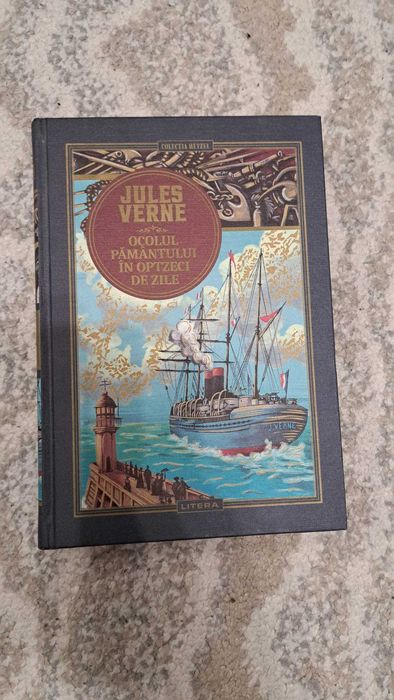 COLECȚIA HETZEL
JULES
VERNE
OCOLUL
PĂMÂNTULUI
ÎN OPTZECI
DE ZILE
J.VERNE
LITERA